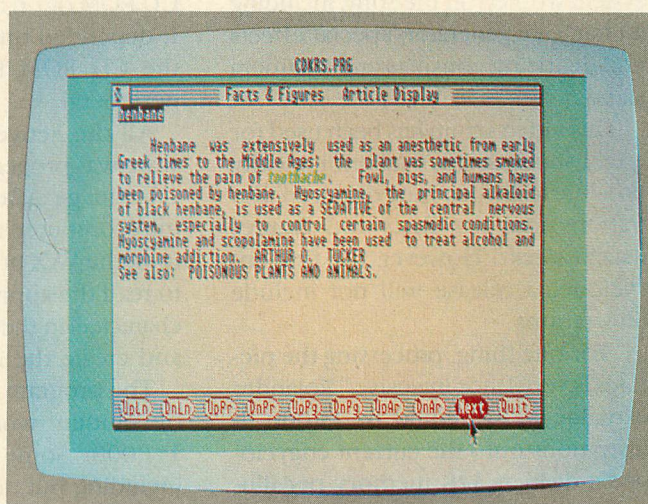 CDKRS.PRG
Facts & Figures Article Display
henbane
Henbane was extensively used as an anesthetic from early
Greek times to the Middle Ages; the plant was sometimes smoked
to relieve the pain of toothache. Fowl, pigs, and humans have
been poisoned by henbane. Hyoscyamine, the principal alkaloid
of black henbane, is used as a SEDATIVE of the central nervous
system, especially to control certain spasmodic conditions.
Hyoscyamine and scopolamine have been used to treat alcohol and
morphine addiction. ARTHUR O. TUCKER
See also: POISONOUS PLANTS AND ANIMALS.
UpLn DnLn UpPr DnPr UpPg DnPg UpAr DnAr Next Quit